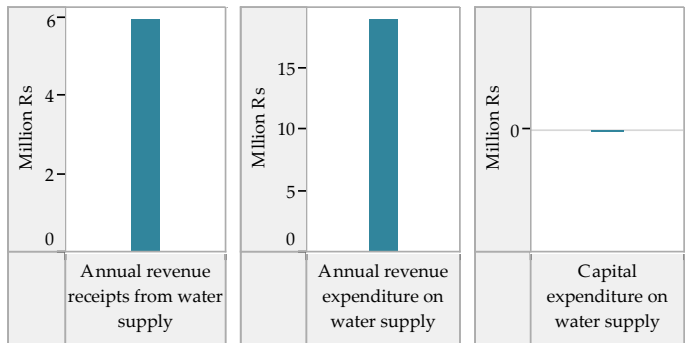 Million Rs
6
4
2
0
Annual revenue
receipts from water
supply
Mllion Rs
15
10
5
0
Annual revenue
expenditure on
water supply
Million Rs
0
Capital
expenditure on
water supply